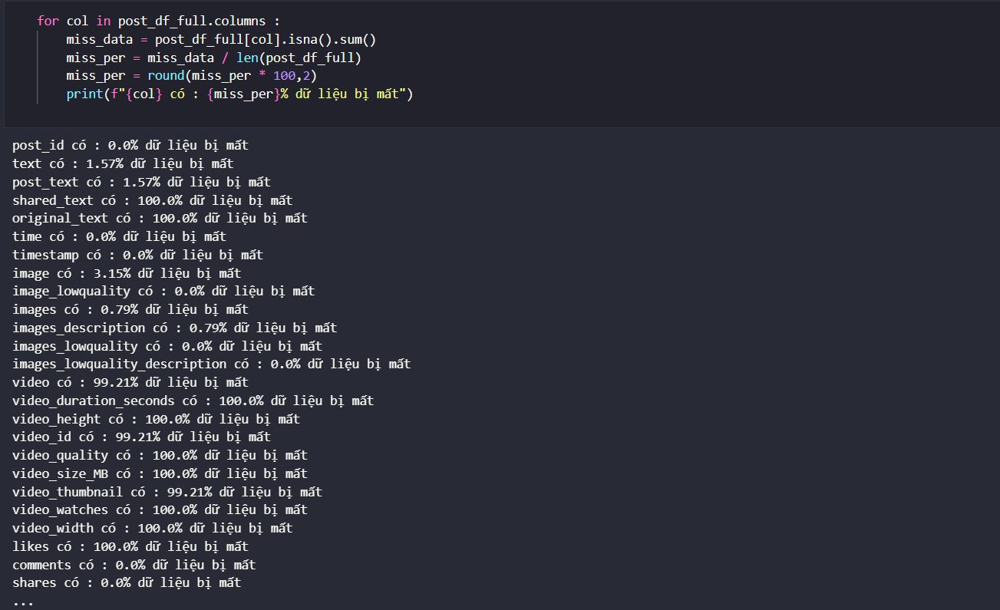 for col in post_df_full.columns :
    miss_data = post_df_full[col].isna().sum()
    miss_per = miss_data / len(post_df_full)
    miss_per = round(miss_per * 100,2)
    print(f"{col} có : {miss_per}% dữ liệu bị mất")
post_id có : 0.0% dữ liệu bị mất
text có : 1.57% dữ liệu bị mất
post_text có : 1.57% dữ liệu bị mất
shared_text có : 100.0% dữ liệu bị mất
original_text có : 100.0% dữ liệu bị mất
time có : 0.0% dữ liệu bị mất
timestamp có : 0.0% dữ liệu bị mất
image có : 3.15% dữ liệu bị mất
image_lowquality có : 0.0% dữ liệu bị mất
images có : 0.79% dữ liệu bị mất
images_description có : 0.79% dữ liệu bị mất
images_lowquality có : 0.0% dữ liệu bị mất
images_lowquality_description có : 0.0% dữ liệu bị mất
video có : 99.21% dữ liệu bị mất
video_duration_seconds có : 100.0% dữ liệu bị mất
video_height có : 100.0% dữ liệu bị mất
video_id có : 99.21% dữ liệu bị mất
video_quality có : 100.0% dữ liệu bị mất
video_size_MB có : 100.0% dữ liệu bị mất
video_thumbnail có : 99.21% dữ liệu bị mất
video_watches có : 100.0% dữ liệu bị mất
video_width có : 100.0% dữ liệu bị mất
likes có : 100.0% dữ liệu bị mất
comments có : 0.0% dữ liệu bị mất
shares có : 0.0% dữ liệu bị mất
...